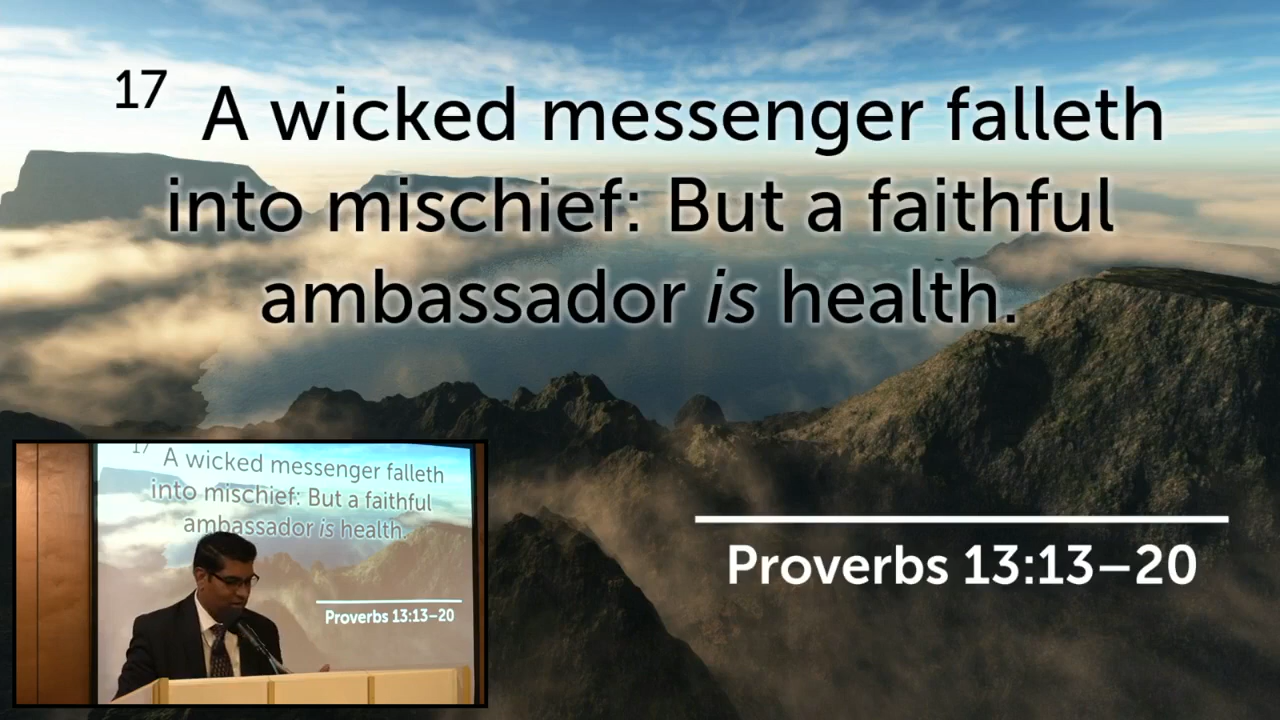 17 A wicked messenger falleth
into mischief: But a faithful
ambassador is health.
Proverbs 13:13–20
17 A wicked messenger falleth
into mischief: But a faithful
ambassador is health.
Proverbs 13:13–20